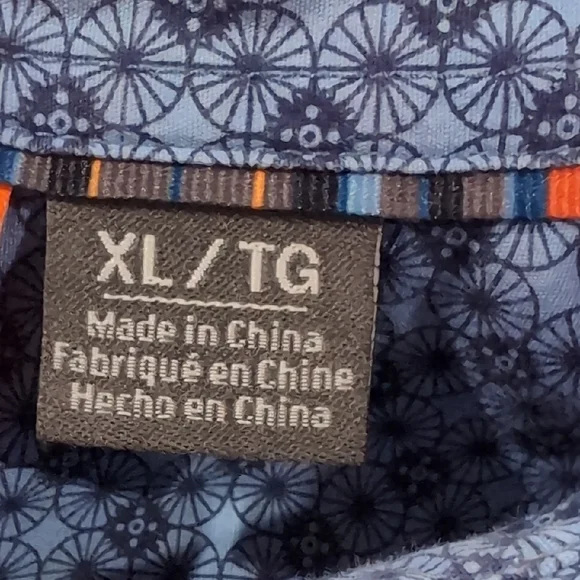 XL / TG
Made in China
Fabriqué en Chine
Hecho en China